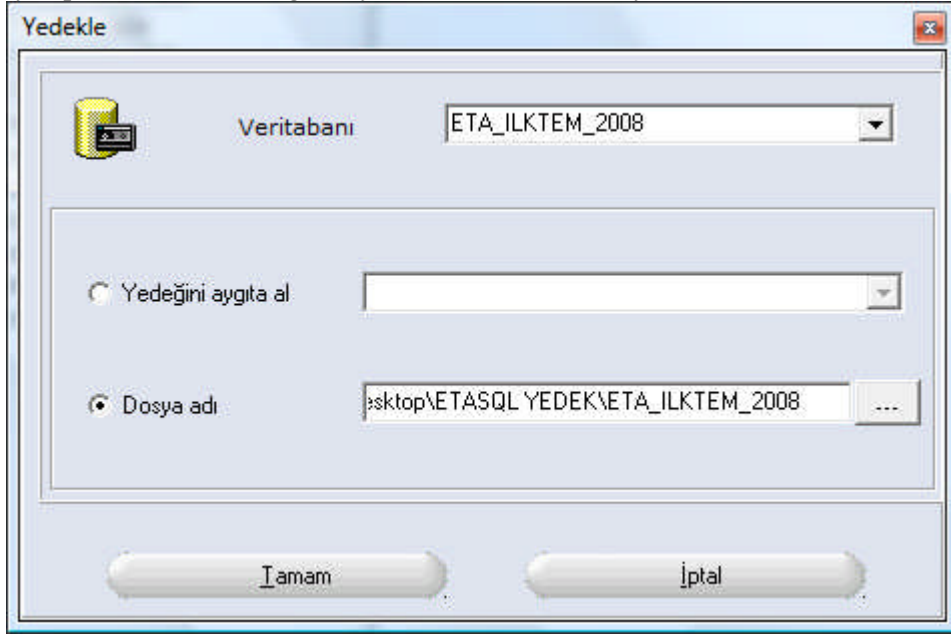 Yedekle
Veritabanı ETA_ILKTEM_2008
Yedeğini aygıta al
Dosya adı esktop\ETASQL YEDEK\ETA_ILKTEM_2008 ...
Tamam İptal